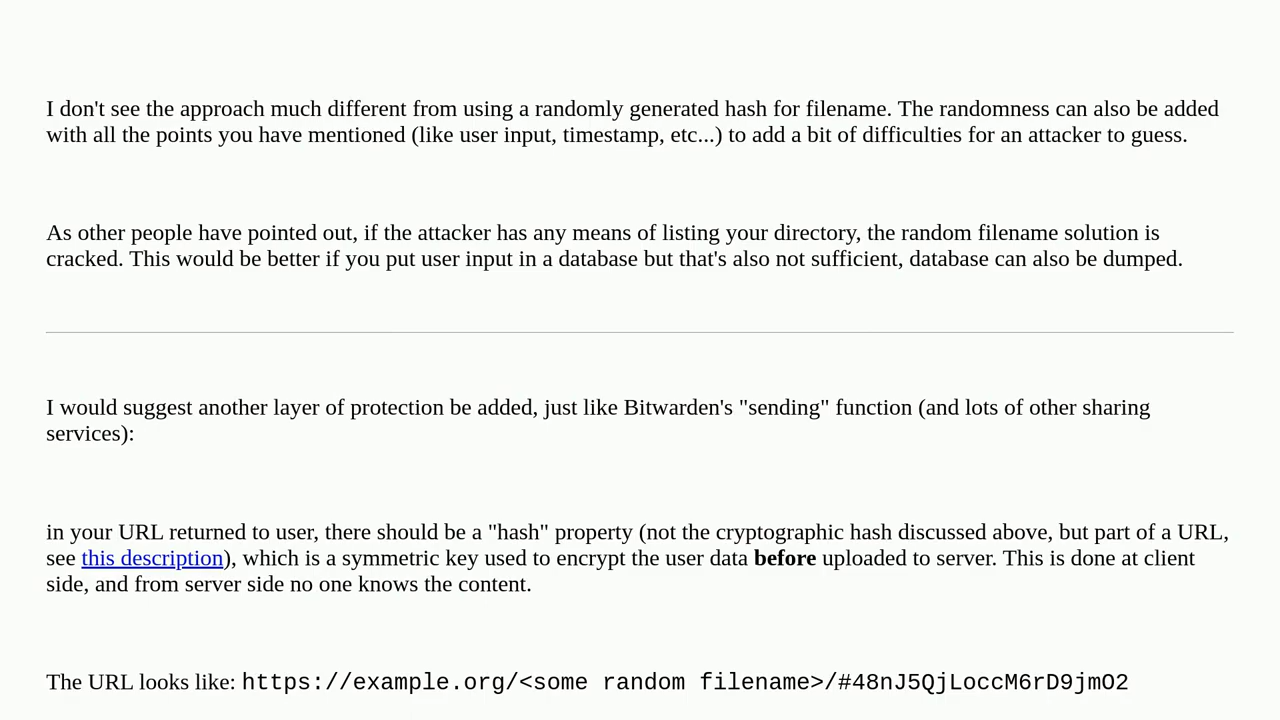 I don't see the approach much different from using a randomly generated hash for filename. The randomness can also be added
with all the points you have mentioned (like user input, timestamp, etc...) to add a bit of difficulties for an attacker to guess.
As other people have pointed out, if the attacker has any means of listing your directory, the random filename solution is
cracked. This would be better if you put user input in a database but that's also not sufficient, database can also be dumped.
I would suggest another layer of protection be added, just like Bitwarden's "sending" function (and lots of other sharing
services):
in your URL returned to user, there should be a "hash" property (not the cryptographic hash discussed above, but part of a URL,
see this description), which is a symmetric key used to encrypt the user data before uploaded to server. This is done at client
side, and from server side no one knows the content.
The URL looks like: https://example.org/<some random filename>/#48nJ5QjLoccM6rD9jmO2